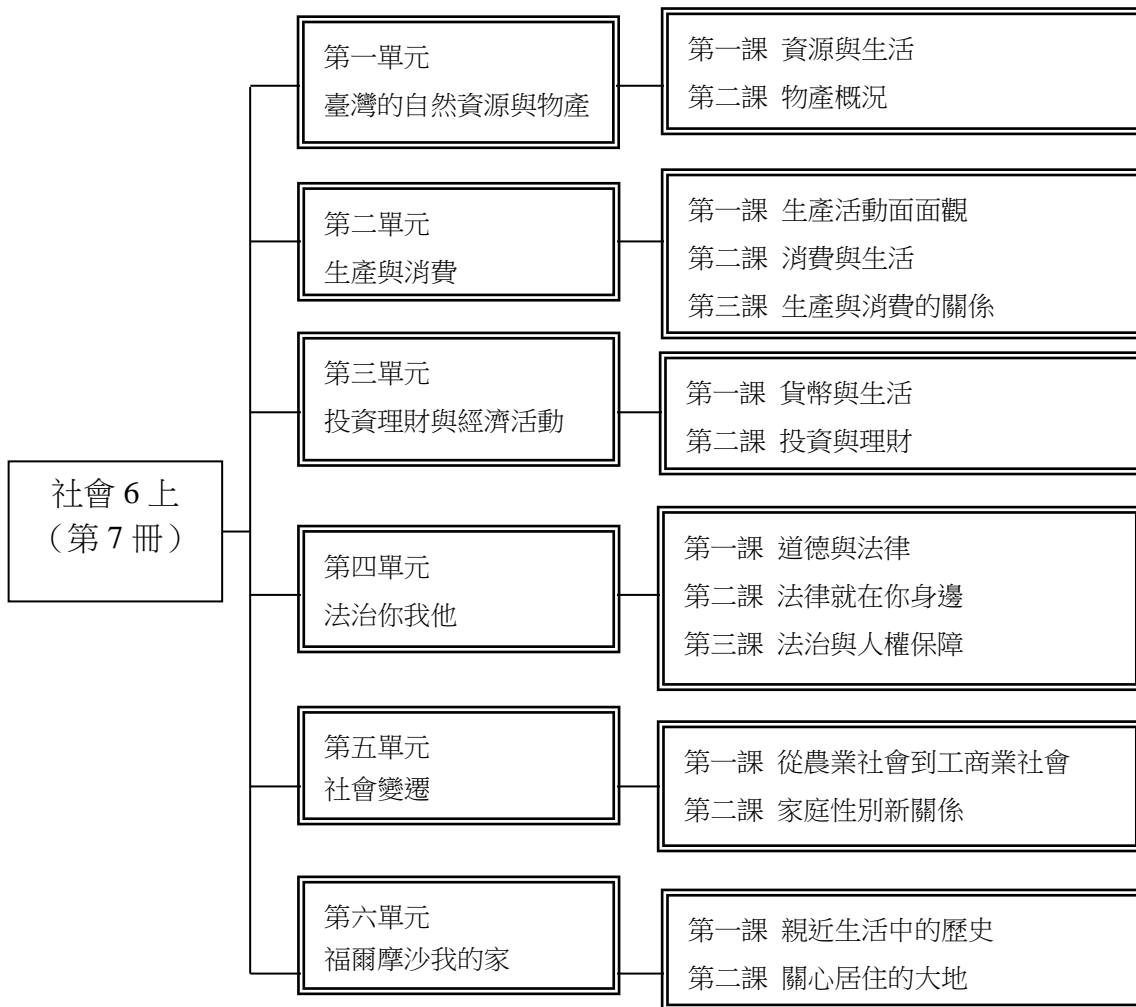 社會 6 上
（第 7 冊）
第一單元
臺灣的自然資源與物產
第一課 資源與生活
第二課 物產概況
第二單元
生產與消費
第一課 生產活動面面觀
第二課 消費與生活
第三課 生產與消費的關係
第三單元
投資理財與經濟活動
第一課 貨幣與生活
第二課 投資與理財
第四單元
法治你我他
第一課 道德與法律
第二課 法律就在你身邊
第三課 法治與人權保障
第五單元
社會變遷
第一課 從農業社會到工商業社會
第二課 家庭性別新關係
第六單元
福爾摩沙我的家
第一課 親近生活中的歷史
第二課 關心居住的大地